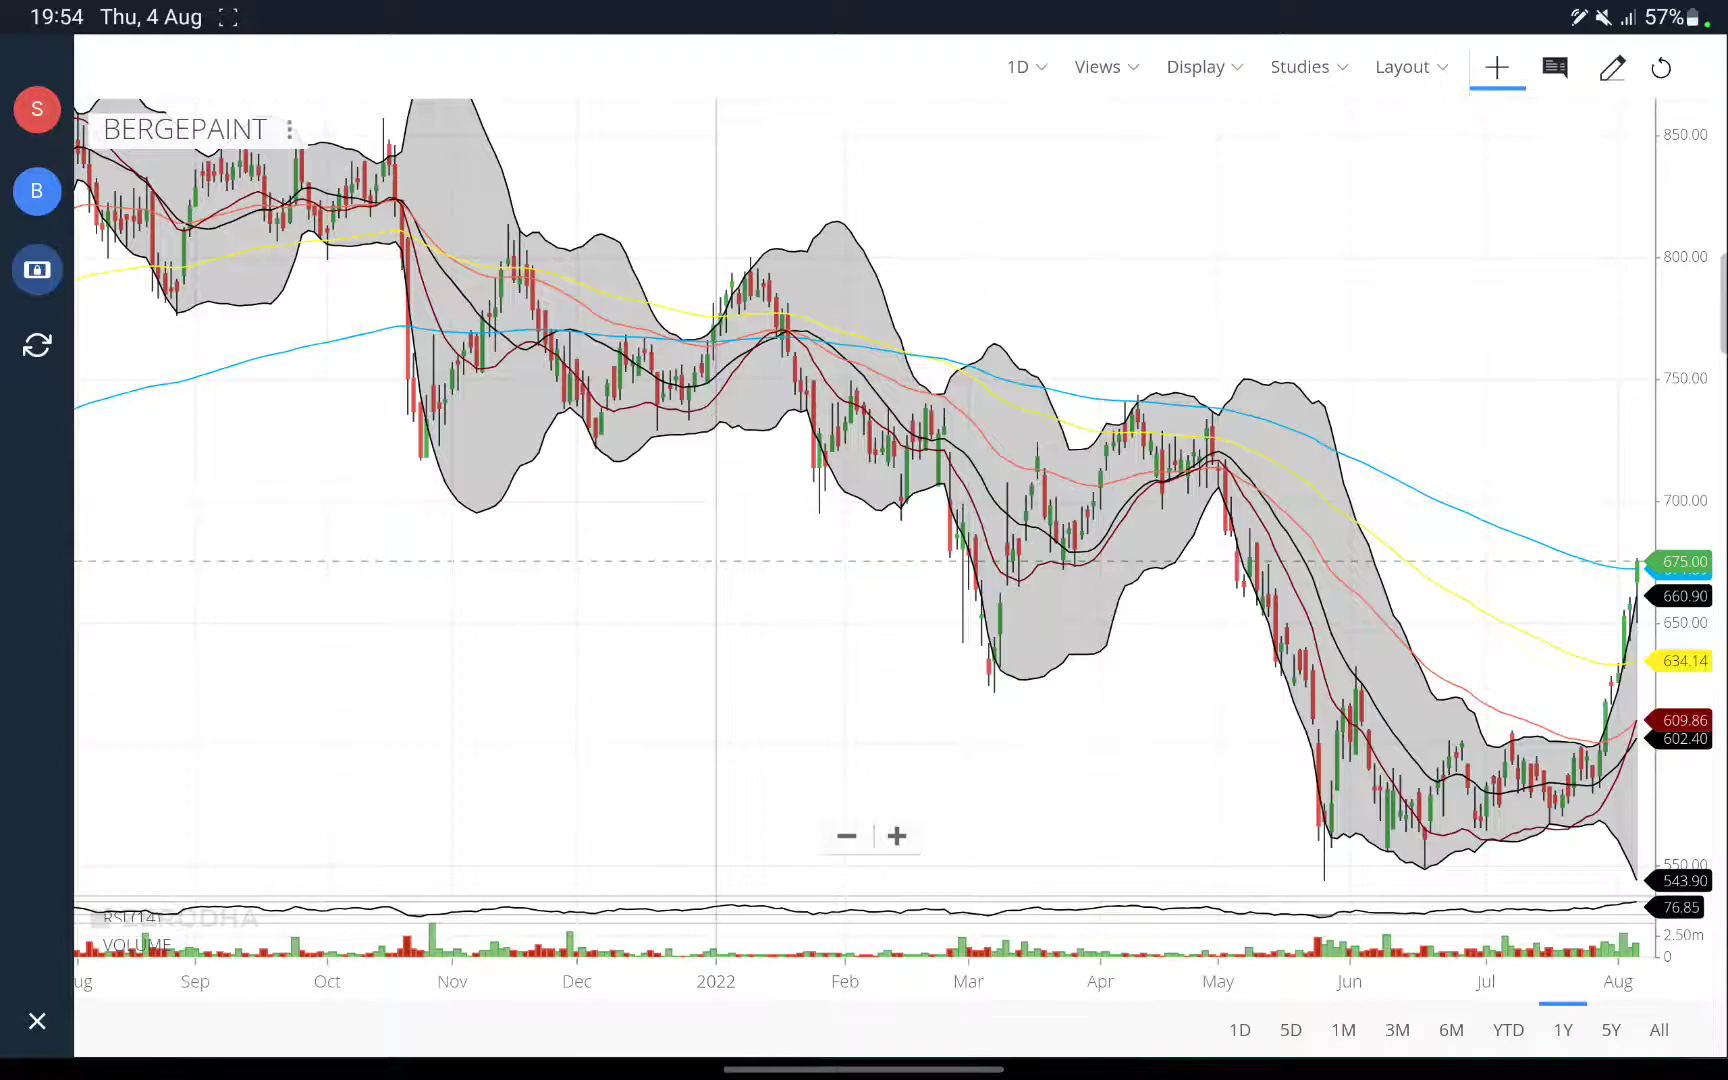 19:54 Thu, 4 Aug 57%
1D Views Display Studies Layout
S
BERGEPAINT
B
850.00
800.00
750.00
700.00
675.00
660.90
650.00
634.14
609.86
602.40
550.00
543.90
RSI (14)
76.85
VOLUME
2.50m
0
ug Sep Oct Nov Dec 2022 Feb Mar Apr May Jun Jul Aug
1D 5D 1M 3M 6M YTD 1Y 5Y All